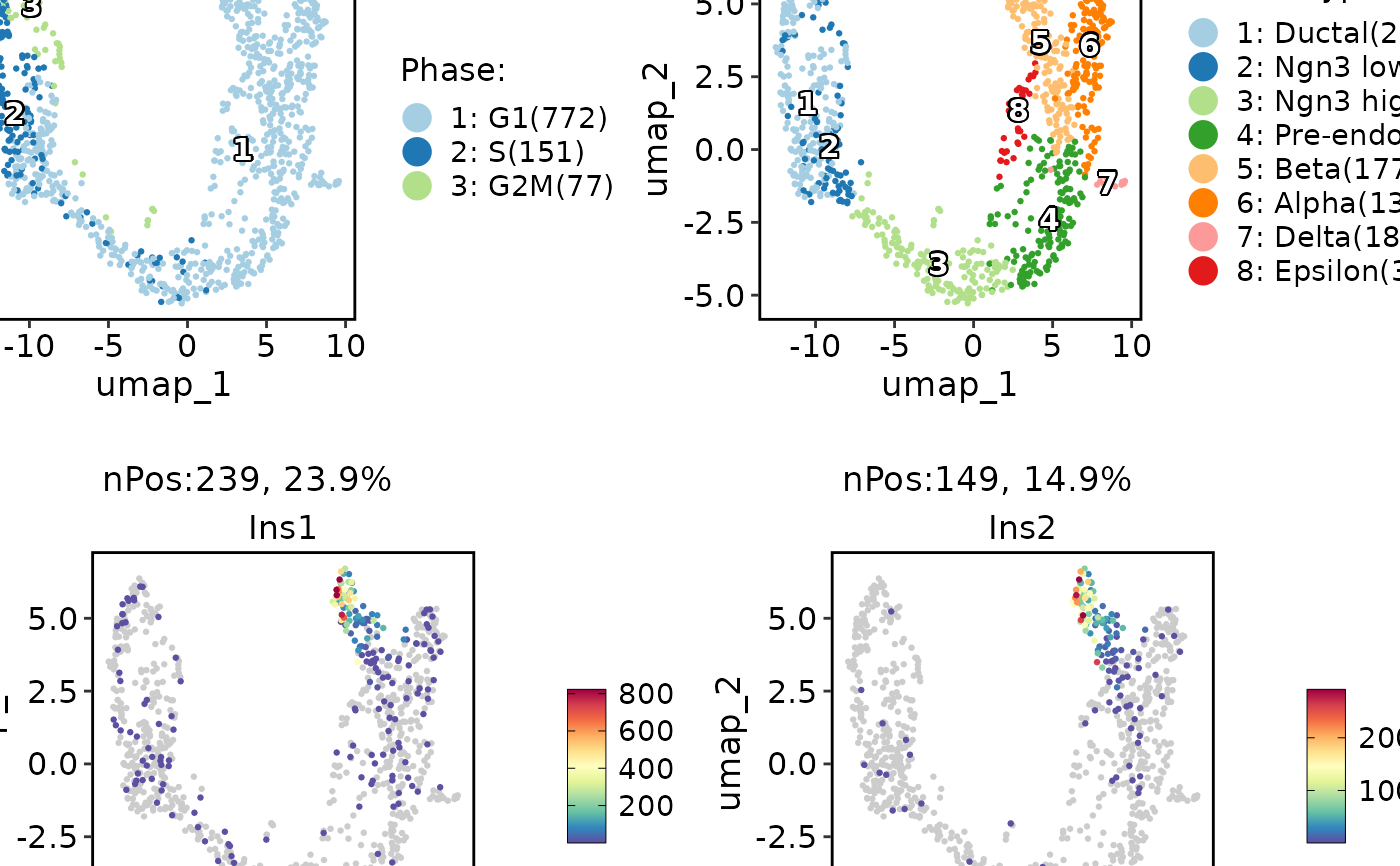 3
2
1
Phase:
1: G1(772)
2: S(151)
3: G2M(77)
-10 -5 0 5 10
umap_1
umap_2
5.0
2.5
0.0
-2.5
-5.0
5
6
8
1
2
7
4
3
-10 -5 0 5 10
umap_1
1: Ductal(2
2: Ngn3 low
3: Ngn3 hig
4: Pre-endo
5: Beta(177
6: Alpha(13
7: Delta(18
8: Epsilon(3
nPos:239, 23.9%
Ins1
5.0
2.5
0.0
-2.5
800
600
400
200
nPos:149, 14.9%
Ins2
umap_2
5.0
2.5
0.0
-2.5
200
100